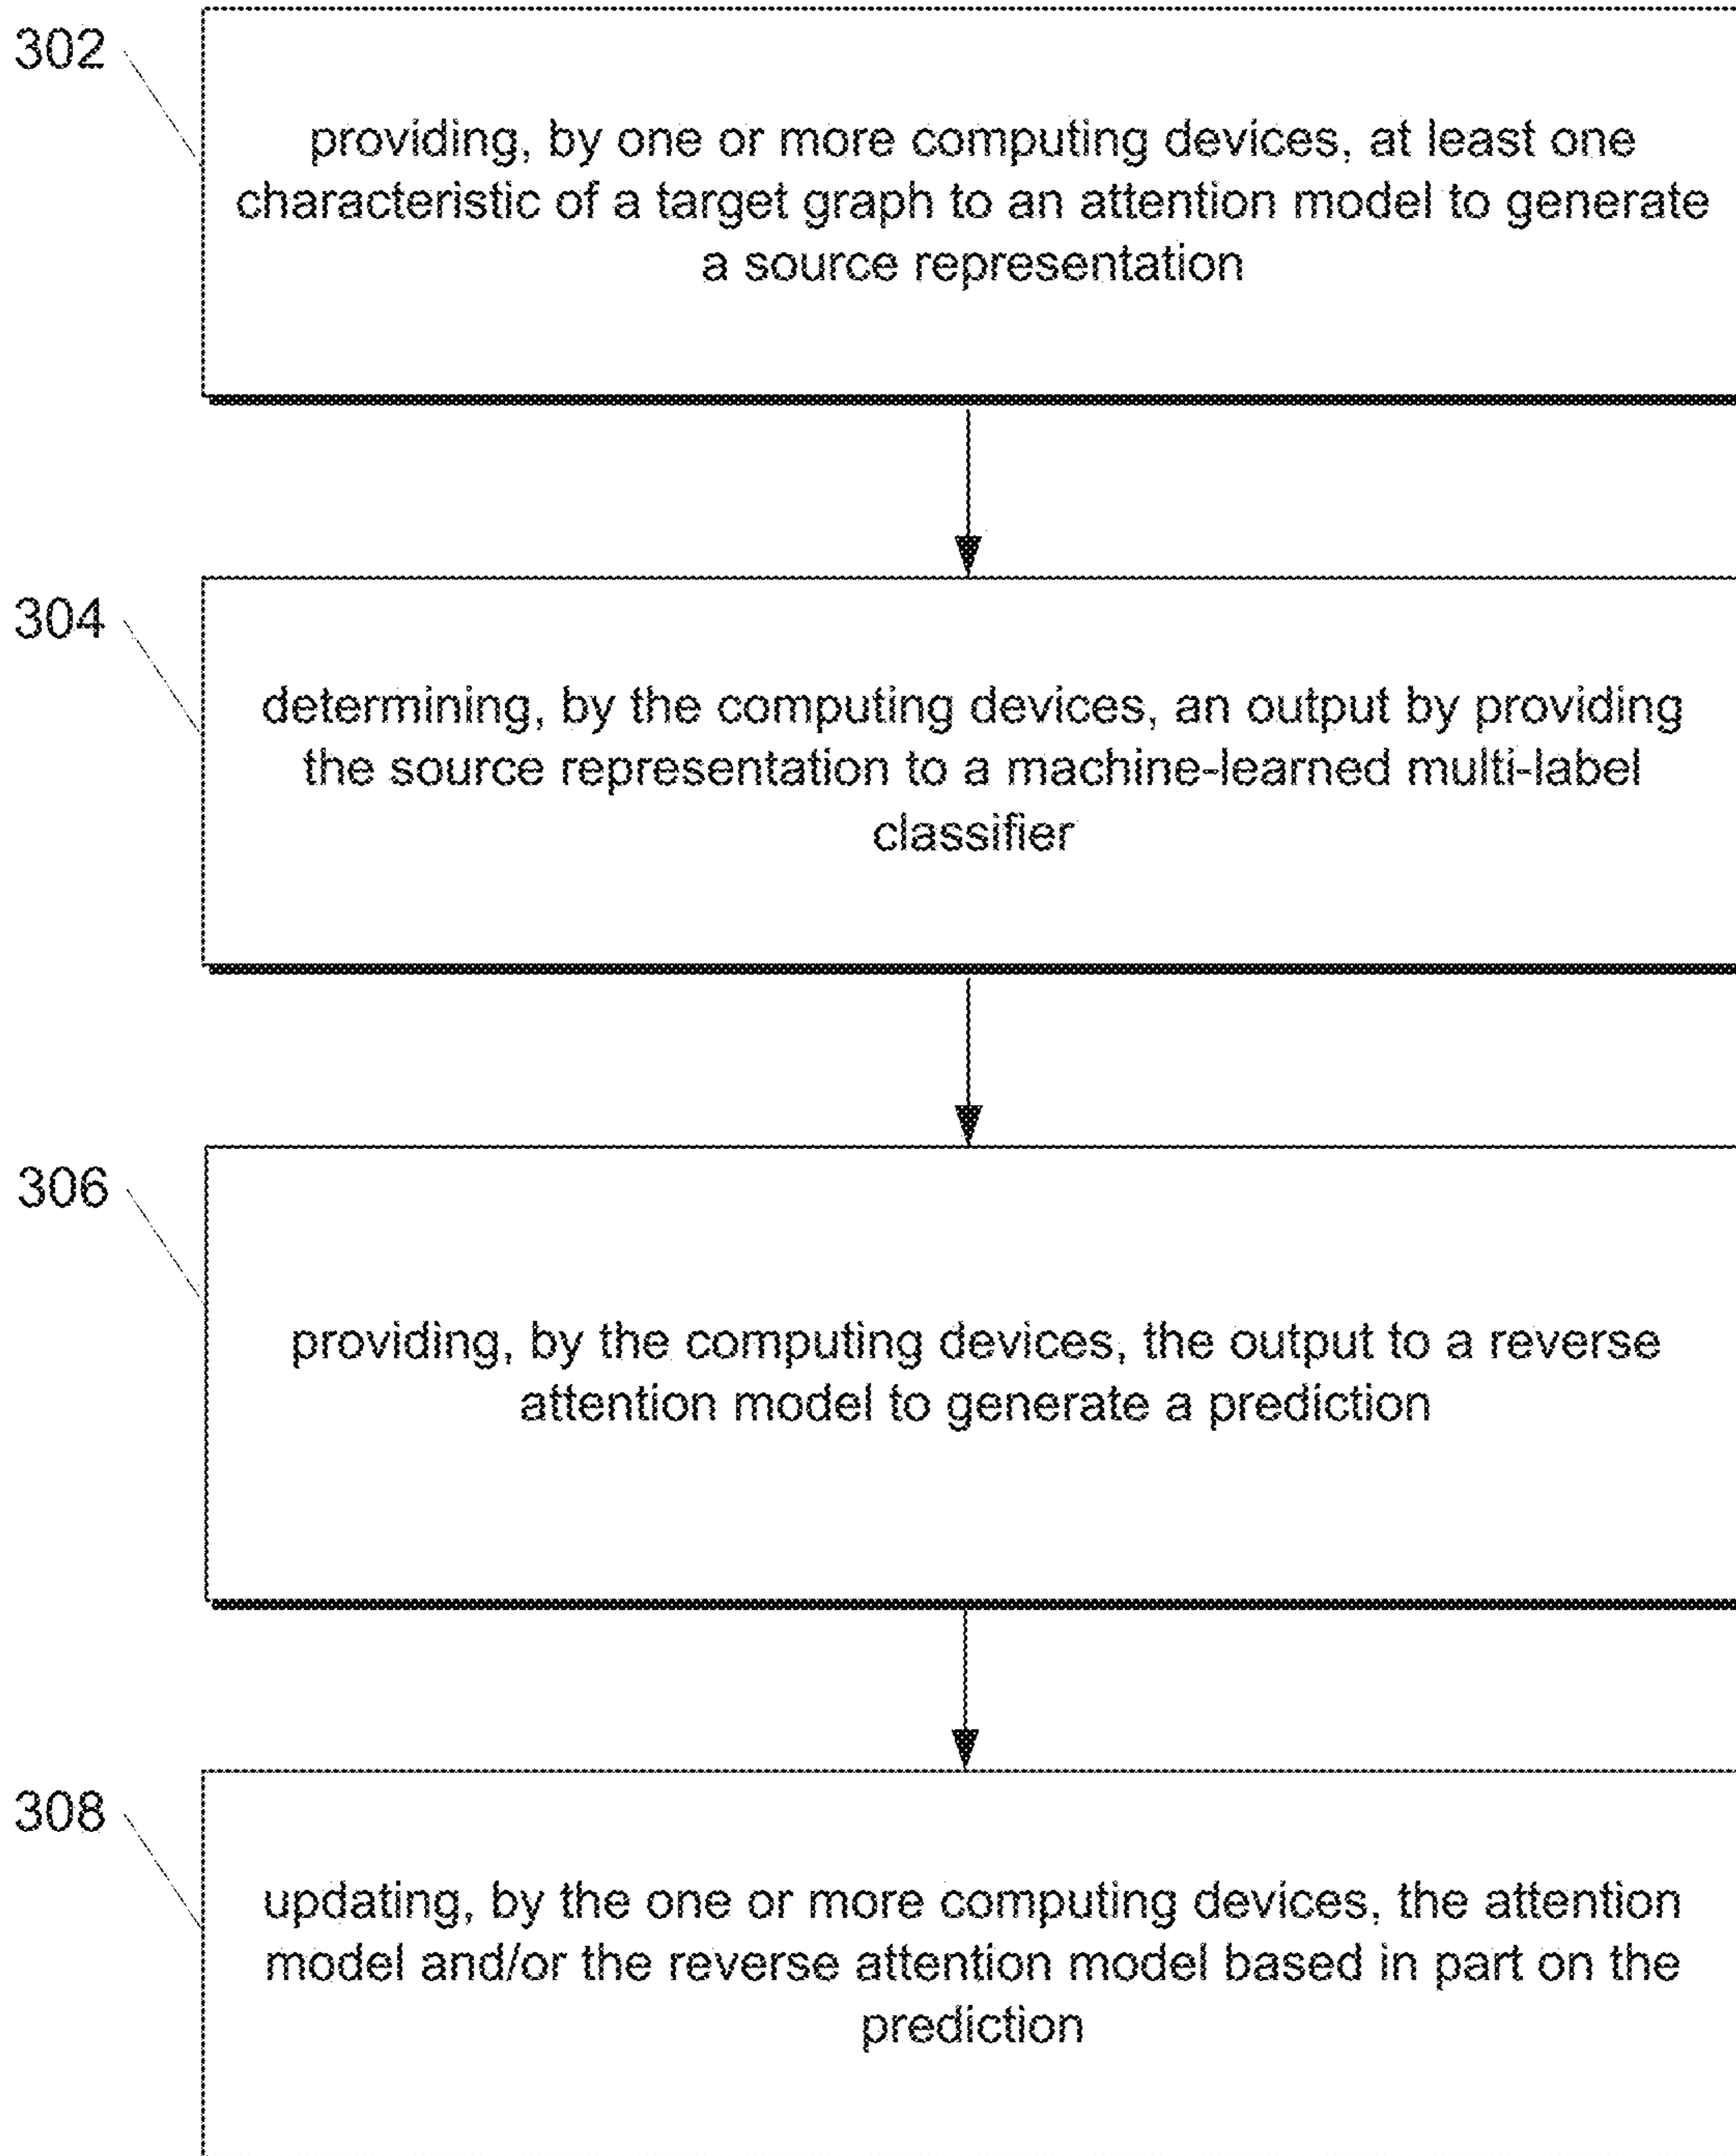 302
providing, by one or more computing devices, at least one
characteristic of a target graph to an attention model to generate
a source representation
304
determining, by the computing devices, an output by providing
the source representation to a machine-learned multi-label
classifier
306
providing, by the computing devices, the output to a reverse
attention model to generate a prediction
308
updating, by the one or more computing devices, the attention
model and/or the reverse attention model based in part on the
prediction